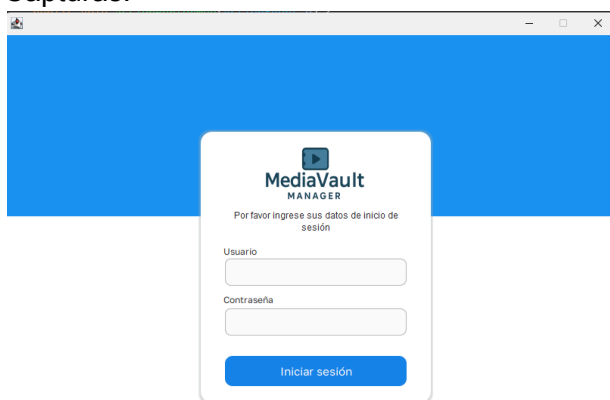 Capturas:
MediaVault
MANAGER
Por favor ingrese sus datos de inicio de
sesión
Usuario
Contraseña
Iniciar sesión